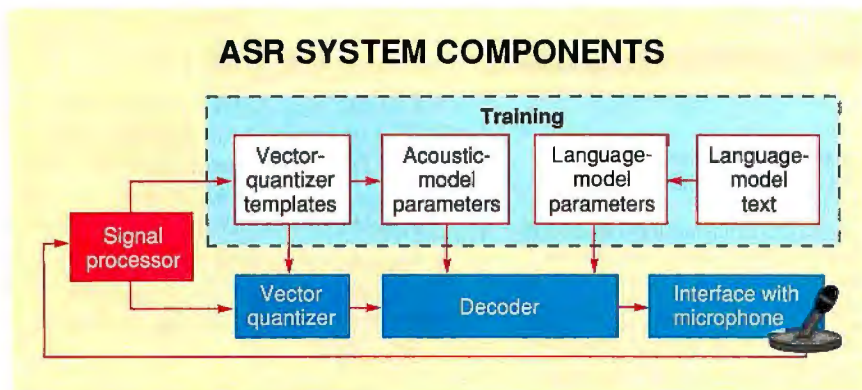 ASR SYSTEM COMPONENTS
Training
Vector-
quantizer
templates
Acoustic-
model
parameters
Language-
model
parameters
Language-
model
text
Signal
processor
Vector
quantizer
Decoder
Interface with
microphone